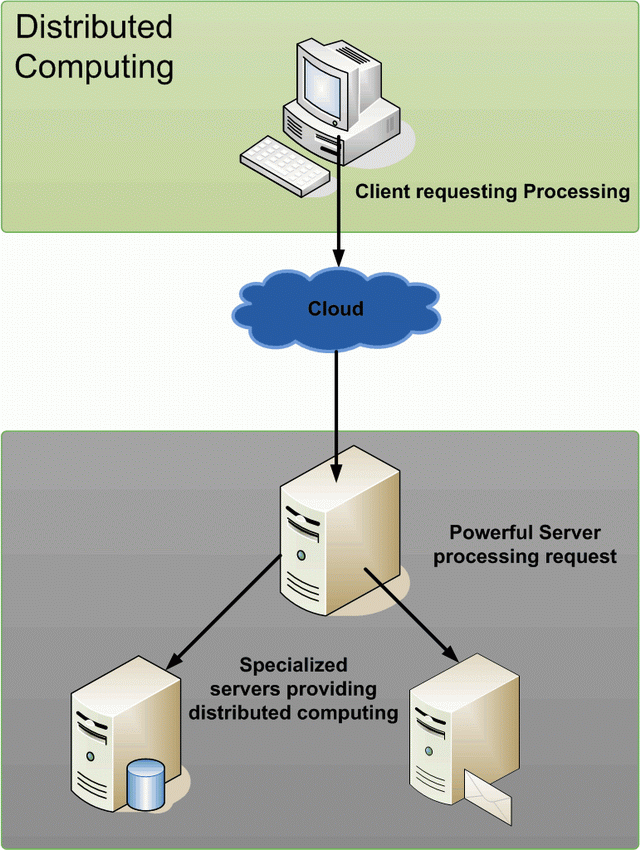 Distributed
Computing
Client requesting Processing
Cloud
Powerful Server
processing request
Specialized
servers providing
distributed computing